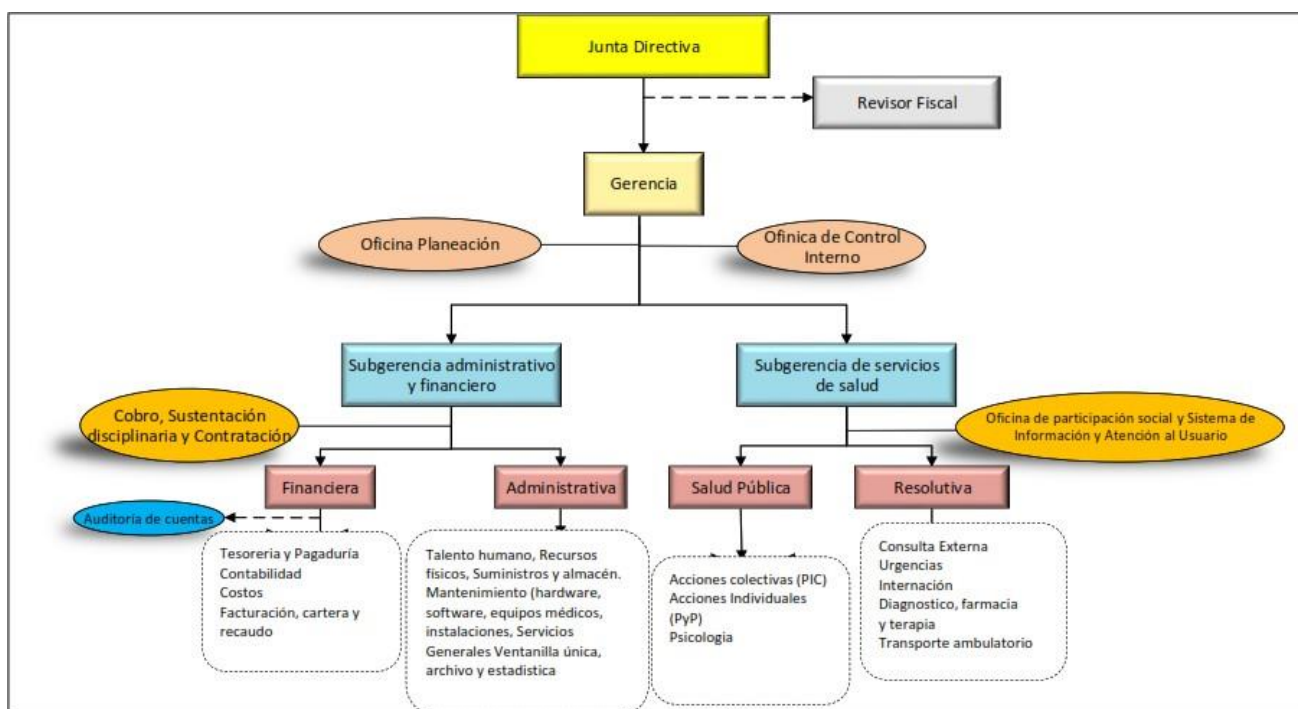 Junta Directiva
Revisor Fiscal
Gerencia
Oficina Planeación
Ofinica de Control
Interno
Subgerencia administrativo
y financiero
Subgerencia de servicios
de salud
Cobro, Sustentación
disciplinaria y Contratación
Oficina de participación social y Sistema de
Información y Atención al Usuario
Financiera
Administrativa
Salud Pública
Resolutiva
Auditoría de cuentas
Tesoreria y Pagaduría
Contabilidad
Costos
Facturación, cartera y
recaudo
Talento humano, Recursos
físicos, Suministros y almacén.
Mantenimiento (hardware,
software, equipos médicos,
instalaciones, Servicios
Generales Ventanilla única,
archivo y estadistica
Acciones colectivas (PIC)
Acciones Individuales
(PyP)
Psicologia
Consulta Externa
Urgencias
Internación
Diagnostico, farmacia
y terapia
Transporte ambulatorio